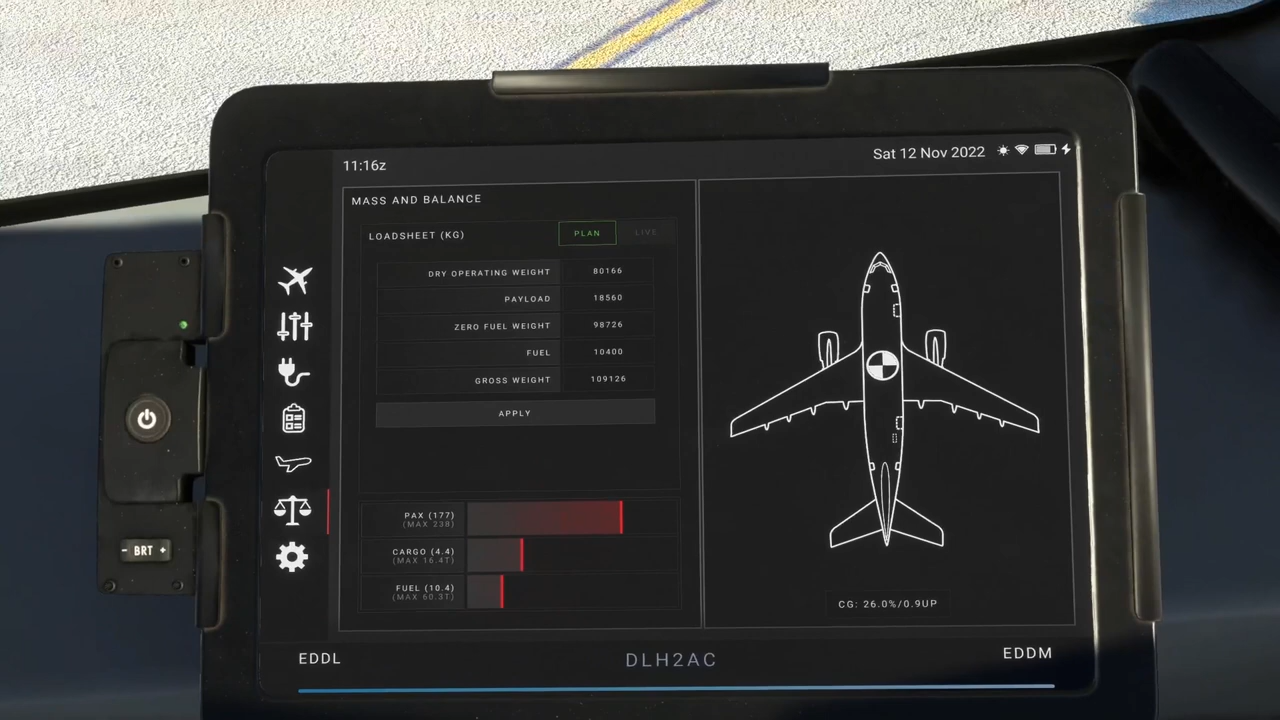 11:16z
Sat 12 Nov 2022
MASS AND BALANCE
LOADSHEET (KG)
PLAN
LIVE
DRY OPERATING WEIGHT 80166
PAYLOAD 18560
ZERO FUEL WEIGHT 98726
FUEL 10400
GROSS WEIGHT 109126
APPLY
PAX (177)
(MAX 238)
CARGO (4.4)
(MAX 16.4T)
FUEL (10.4)
(MAX 60.3T)
CG: 26.0%/0.9UP
- BRT +
EDDL
DLH2AC
EDDM